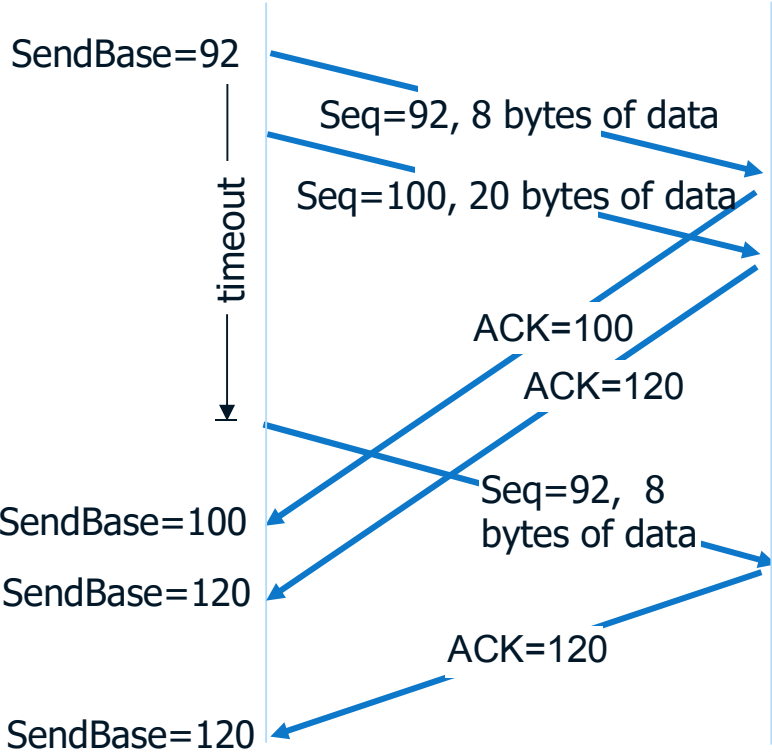 SendBase=92
Seq=92, 8 bytes of data
timeout
Seq=100, 20 bytes of data
ACK=100
ACK=120
Seq=92, 8
bytes of data
SendBase=100
SendBase=120
ACK=120
SendBase=120